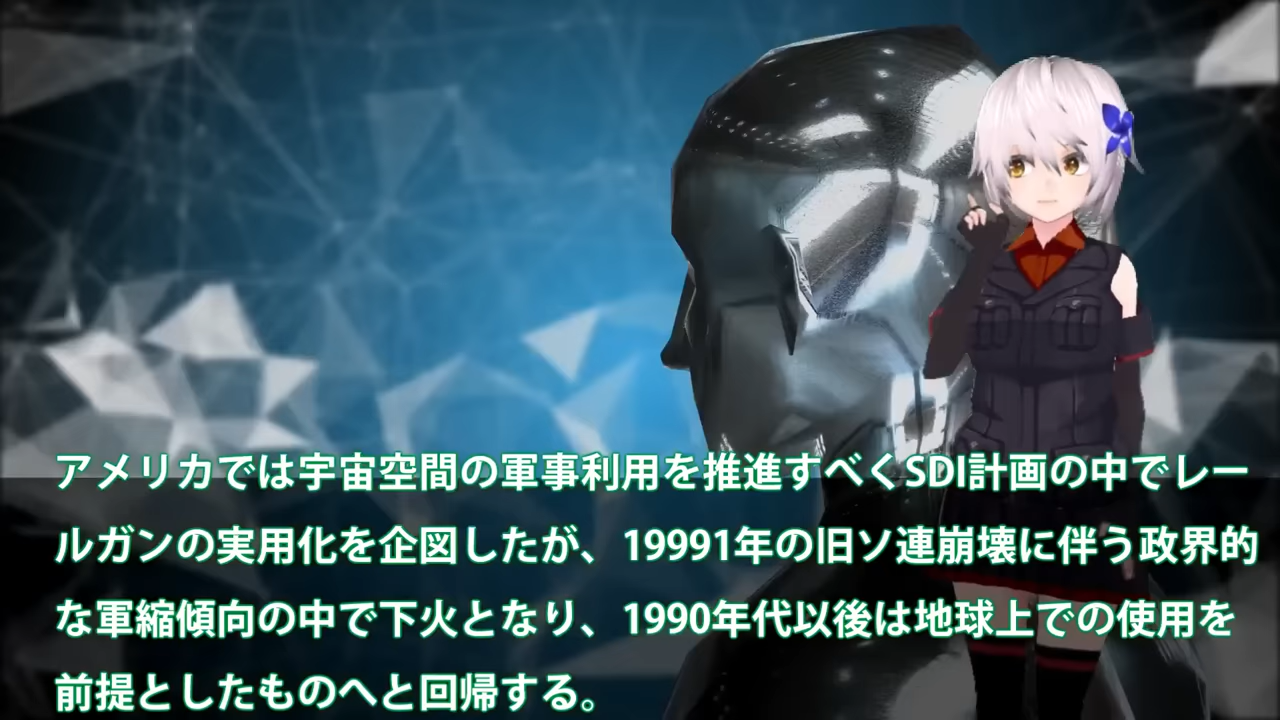 アメリカでは宇宙空間の軍事利用を推進すべくSDI計画の中でレー
ルガンの実用化を企図したが、19991年の旧ソ連崩壊に伴う政界的
な軍縮傾向の中で下火となり、1990年代以後は地球上での使用を
前提としたものへと回帰する。